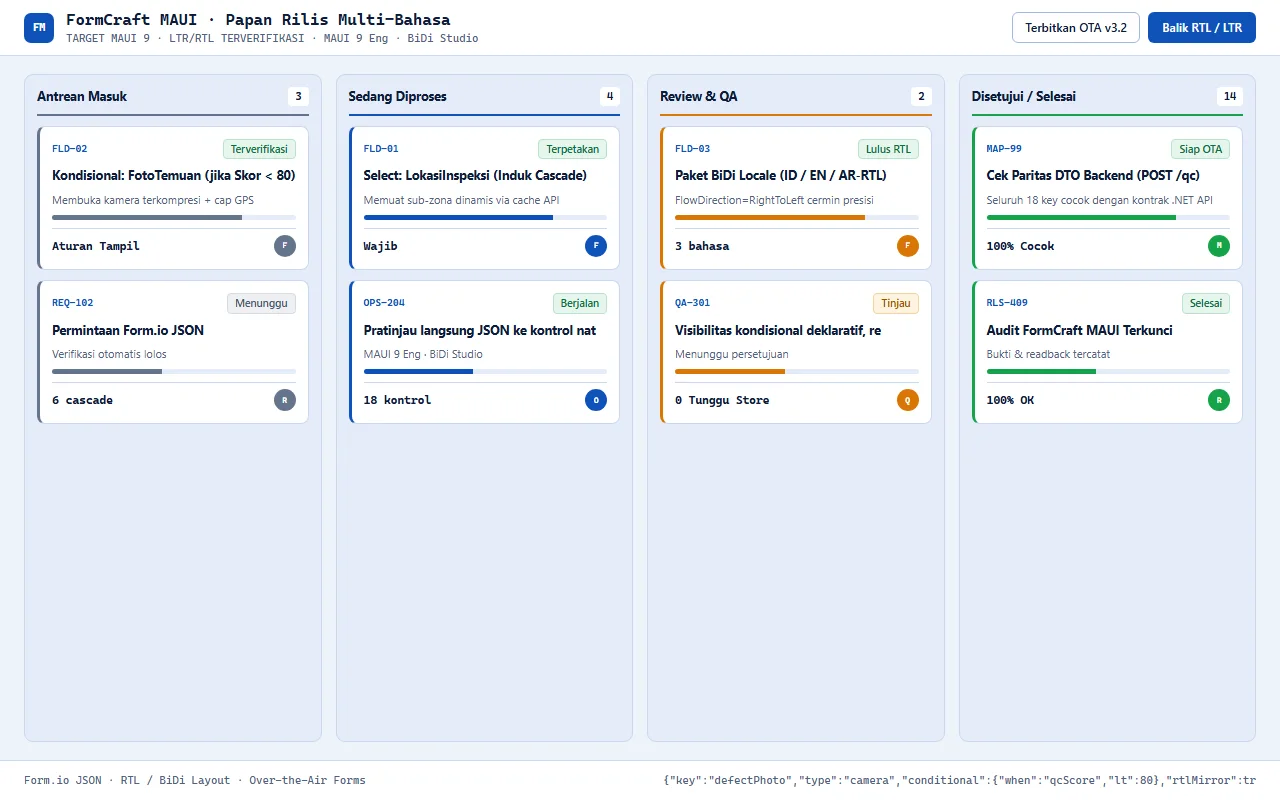 FM
FormCraft MAUI · Papan Rilis Multi-Bahasa
TARGET MAUI 9 · LTR/RTL TERVERIFIKASI · MAUI 9 Eng · BiDi Studio
Terbitkan OTA v3.2
Balik RTL / LTR
Antrean Masuk
3
FLD-02
Terverifikasi
Kondisional: FotoTemuan (jika Skor < 80)
Membuka kamera terkompresi + cap GPS
Aturan Tampil
F
REQ-102
Menunggu
Permintaan Form.io JSON
Verifikasi otomatis lolos
6 cascade
R
Sedang Diproses
4
FLD-01
Terpetakan
Select: LokasiInspeksi (Induk Cascade)
Memuat sub-zona dinamis via cache API
Wajib
F
OPS-204
Berjalan
Pratinjau langsung JSON ke kontrol nat
MAUI 9 Eng · BiDi Studio
18 kontrol
O
Review & QA
2
FLD-03
Lulus RTL
Paket BiDi Locale (ID / EN / AR-RTL)
FlowDirection=RightToLeft cermin presisi
3 bahasa
F
QA-301
Tinjau
Visibilitas kondisional deklaratif, re
Menunggu persetujuan
0 Tunggu Store
Q
Disetujui / Selesai
14
MAP-99
Siap OTA
Cek Paritas DTO Backend (POST /qc)
Seluruh 18 key cocok dengan kontrak .NET API
100% Cocok
M
RLS-409
Selesai
Audit FormCraft MAUI Terkunci
Bukti & readback tercatat
100% OK
R
Form.io JSON · RTL / BiDi Layout · Over-the-Air Forms
{"key":"defectPhoto","type":"camera","conditional":{"when":"qcScore","lt":80},"rtlMirror":tr